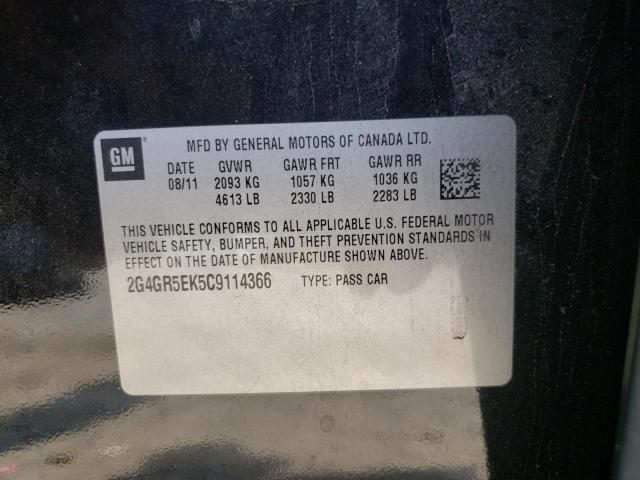 GM
MFD BY GENERAL MOTORS OF CANADA LTD.
DATE GVWR GAWR FRT GAWR RR
08/11 2093 KG 1057 KG 1036 KG
4613 LB 2330 LB 2283 LB
THIS VEHICLE CONFORMS TO ALL APPLICABLE U.S. FEDERAL MOTOR
VEHICLE SAFETY, BUMPER, AND THEFT PREVENTION STANDARDS IN
EFFECT ON THE DATE OF MANUFACTURE SHOWN ABOVE.
2G4GR5EK5C9114366 TYPE: PASS CAR